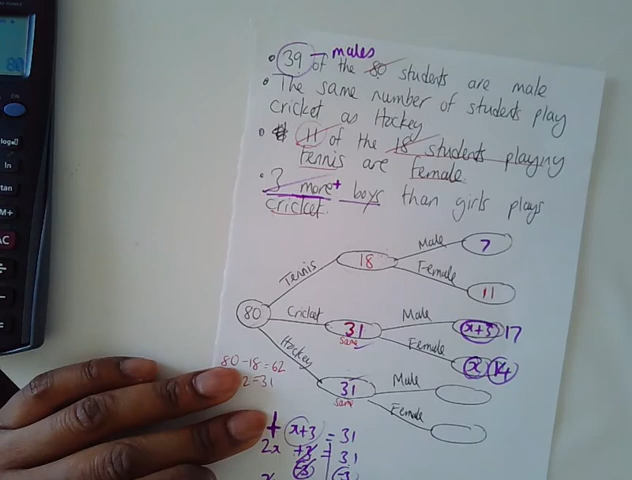 males
39 of the 80 students are male
The same number of students play
cricket as Hockey
11 of the 18 students playing
Tennis are female.
3 more + boys than girls plays
cricket.
80
Tennis
18
Male
7
Female
11
Cricket
31
same
Male
x+3 17
Female
x 14
Hockey
31
same
Male
Female
80-18=62
2=31
+ x+3 = 31
2x +3 = 31
x -3 -3
log
ln
tan
M+
AC